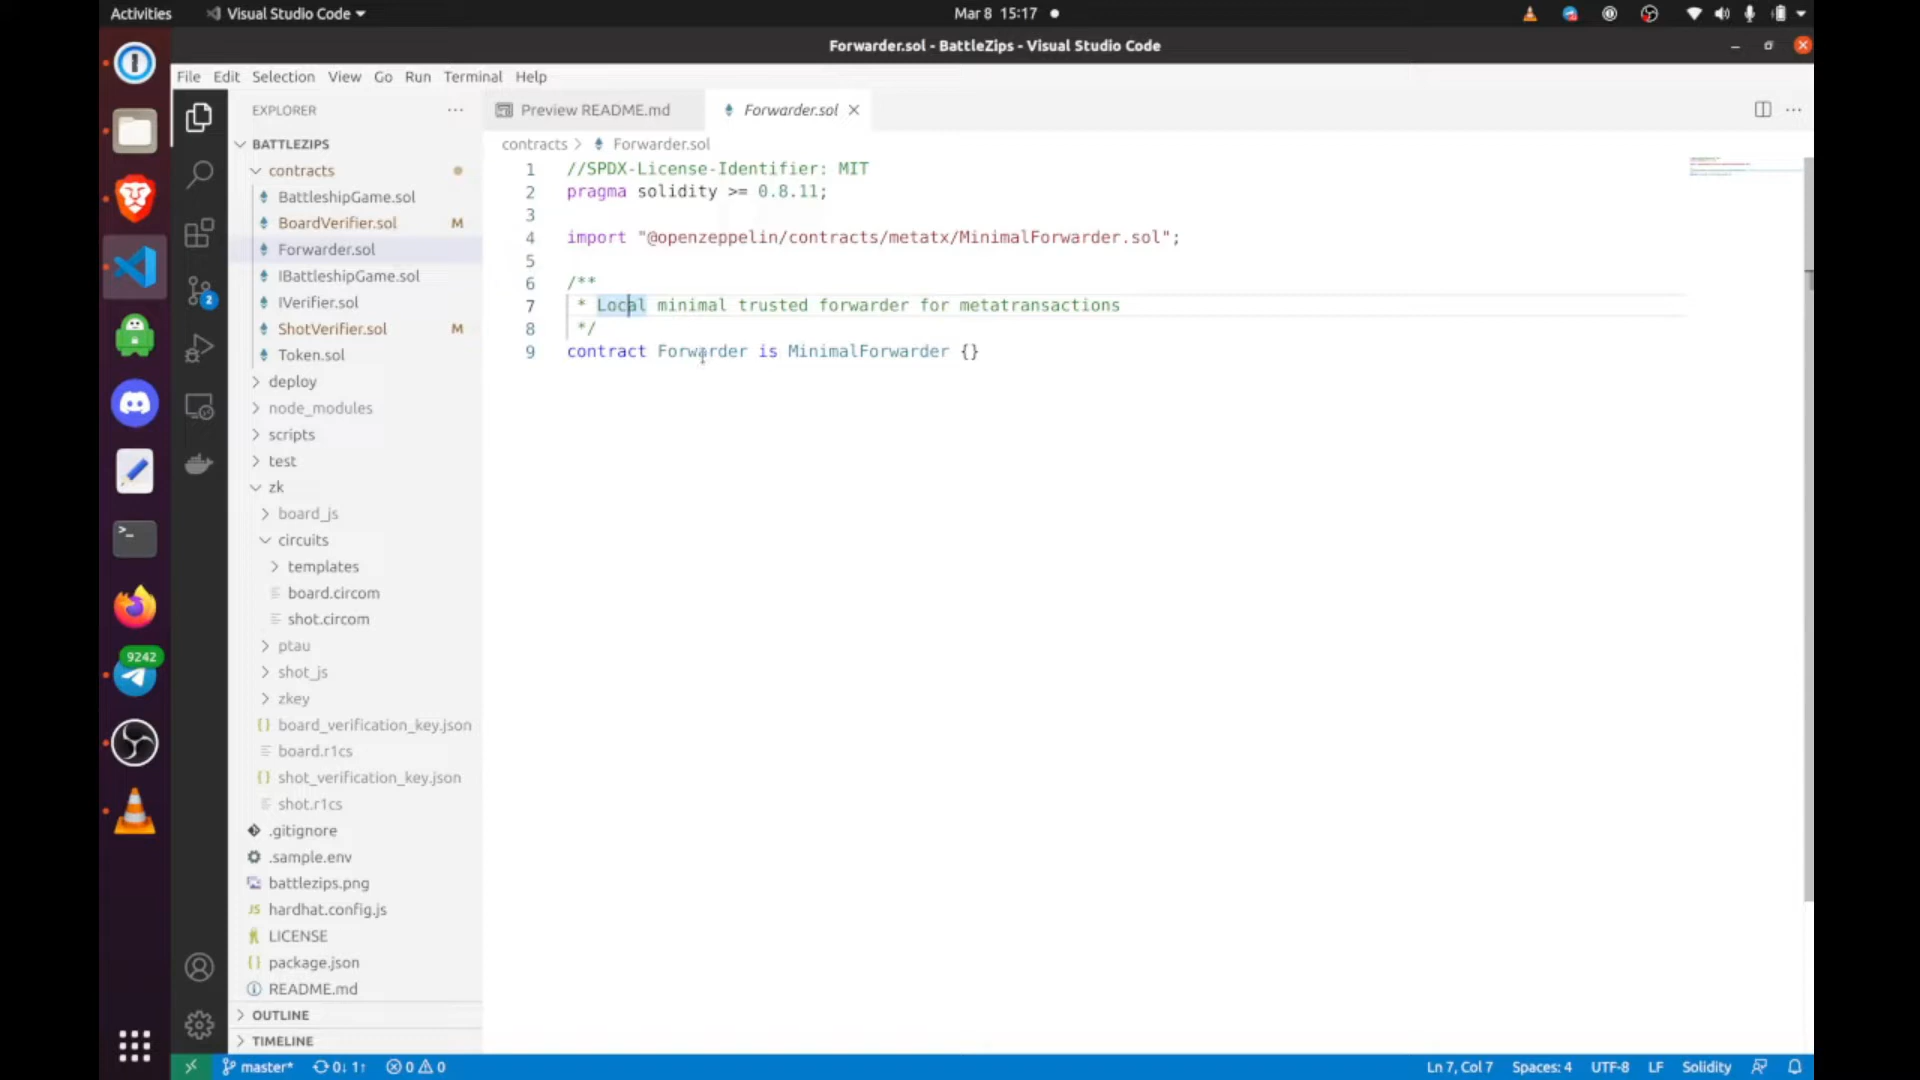 Activities
Visual Studio Code
Mar 8 15:17
Forwarder.sol - BattleZips - Visual Studio Code
File Edit Selection View Go Run Terminal Help
EXPLORER
Preview README.md
Forwarder.sol
BATTLEZIPS
contracts
BattleshipGame.sol
BoardVerifier.sol M
Forwarder.sol
IBattleshipGame.sol
IVerifier.sol
ShotVerifier.sol M
Token.sol
deploy
node_modules
scripts
test
zk
board_js
circuits
templates
board.circom
shot.circom
ptau
shot_js
zkey
board_verification_key.json
board.r1cs
shot_verification_key.json
shot.r1cs
.gitignore
.sample.env
battlezips.png
JS hardhat.config.js
LICENSE
package.json
README.md
OUTLINE
TIMELINE
contracts > Forwarder.sol
1 //SPDX-License-Identifier: MIT
2 pragma solidity >= 0.8.11;
3
4 import "@openzeppelin/contracts/metatx/MinimalForwarder.sol";
5
6 /**
7 * Local minimal trusted forwarder for metatransactions
8 */
9 contract Forwarder is MinimalForwarder {}
2
9242
master* 0↓ 1↑ 0 0
Ln 7, Col 7 Spaces: 4 UTF-8 LF Solidity